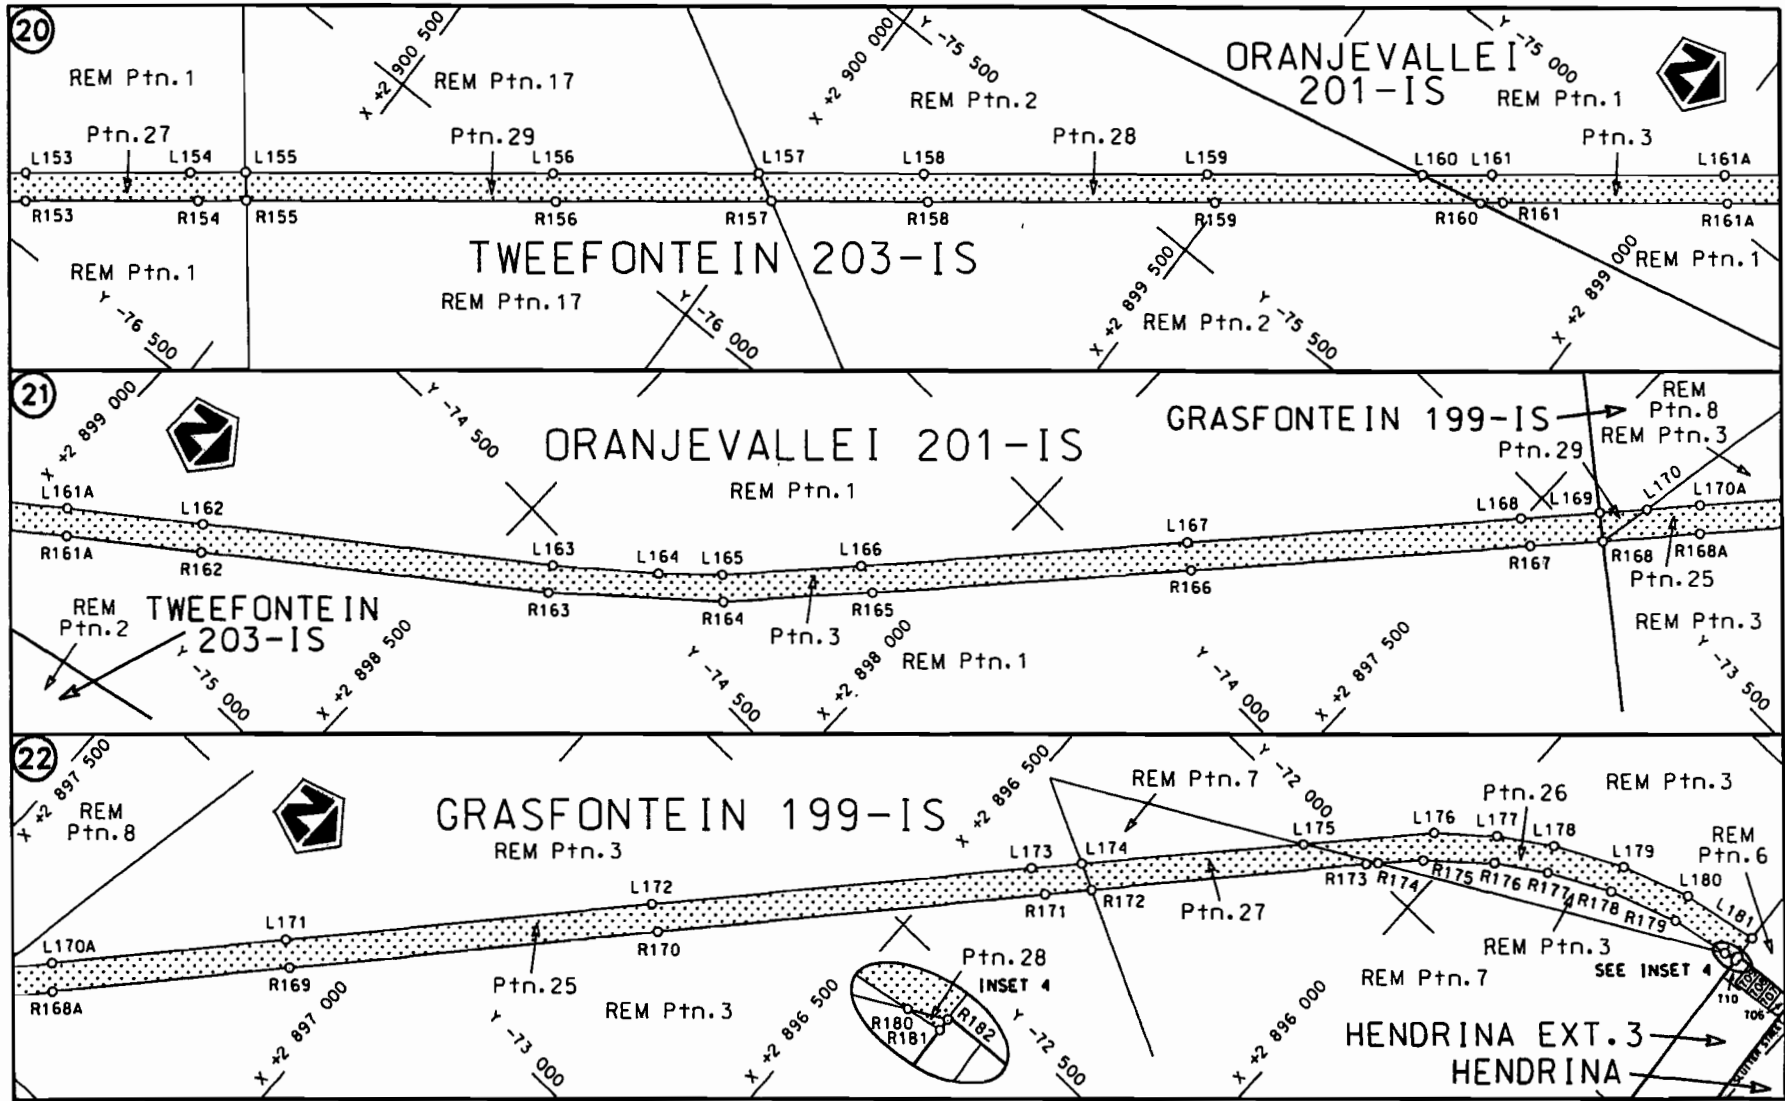 20
REM Ptn.1
X +2 900 500
REM Ptn.17
X +2 900 000
Y -75 500
REM Ptn.2
ORANJEVALLEI
201-IS
Y -75 000
REM Ptn.1
Ptn.27
Ptn.29
Ptn.28
Ptn.3
L153
L154
L155
L156
L157
L158
L159
L160
L161
L161A
R153
R154
R155
R156
R157
R158
R159
R160
R161
R161A
TWEEFONTEIN 203-IS
REM Ptn.1
REM Ptn.17
REM Ptn.2
REM Ptn.1
Y -76 500
Y -76 000
X +2 899 500
Y -75 500
X +2 899 000
21
X +2 899 000
Y -74 500
ORANJEVALLEI 201-IS
REM Ptn.1
GRASFONTEIN 199-IS
REM
Ptn.8
REM Ptn.3
Ptn.29
L161A
L162
L163
L164
L165
L166
L167
L168
L169
L170
L170A
R161A
R162
R163
R164
R165
R166
R167
R168
R168A
Ptn.3
Ptn.25
REM
Ptn.2
TWEEFONTEIN
203-IS
REM Ptn.1
REM Ptn.3
Y -75 000
X +2 898 500
Y -74 500
X +2 898 000
Y -74 000
X +2 897 500
Y -73 500
22
X +2 897 500
REM
Ptn.8
GRASFONTEIN 199-IS
REM Ptn.3
X +2 896 500
REM Ptn.7
Y -72 000
Ptn.26
REM Ptn.3
REM
Ptn.6
L170A
L171
L172
L173
L174
L175
L176
L177
L178
L179
L180
L181
R168A
R169
R170
R171
R172
R173
R174
R175
R176
R177
R178
R179
Ptn.25
REM Ptn.3
Ptn.27
REM Ptn.3
REM Ptn.7
Ptn.28
INSET 4
R180
R181
R182
SEE INSET 4
710
706
X +2 897 000
Y -73 000
X +2 896 500
Y -72 500
X +2 896 000
HENDRINA EXT.3
HENDRINA